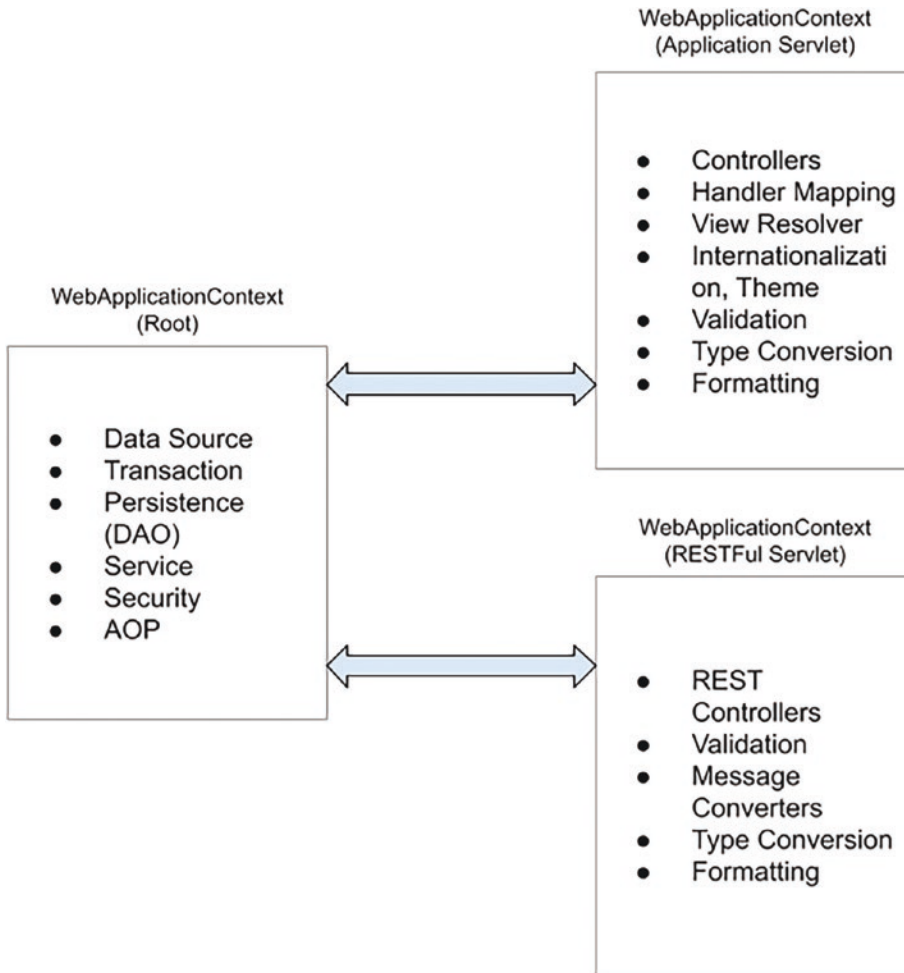 WebApplicationContext
(Application Servlet)
● Controllers
● Handler Mapping
● View Resolver
● Internationalizati
on, Theme
● Validation
● Type Conversion
● Formatting
WebApplicationContext
(Root)
● Data Source
● Transaction
● Persistence
(DAO)
● Service
● Security
● AOP
WebApplicationContext
(RESTFul Servlet)
● REST
Controllers
● Validation
● Message
Converters
● Type Conversion
● Formatting